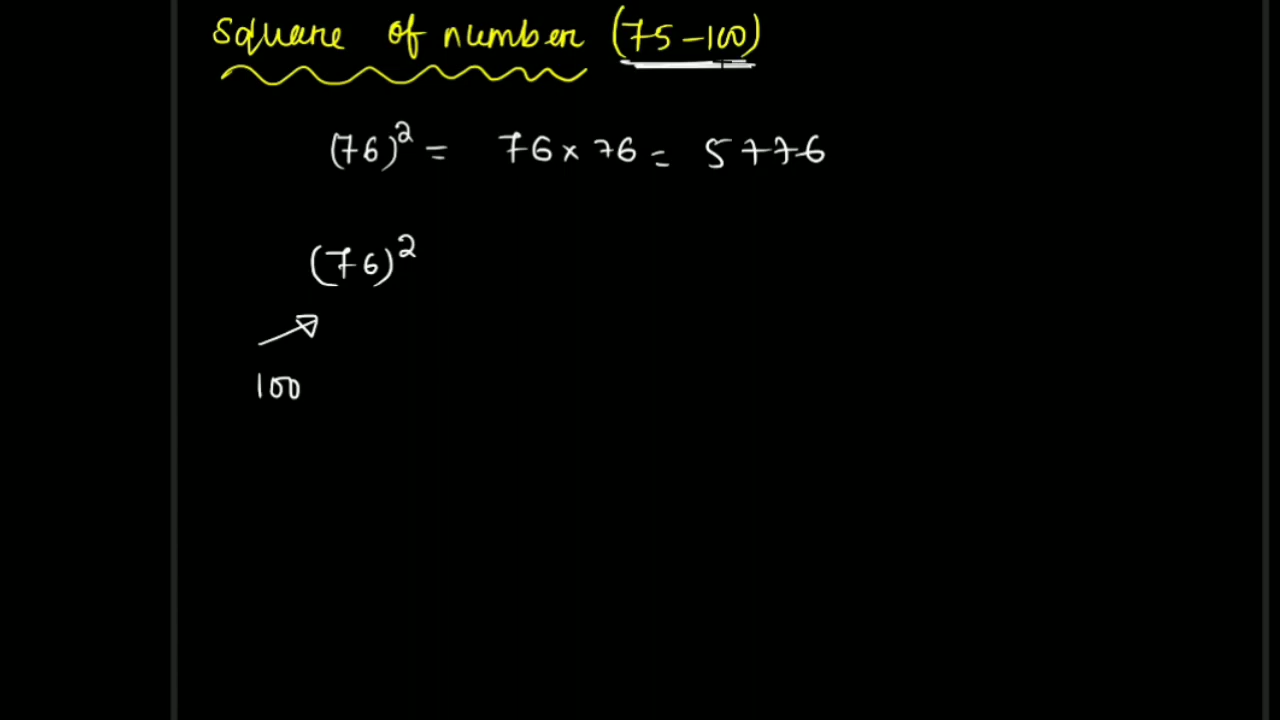 Square of number (75-100)
(76)² = 76 × 76 = 5776
(76)²
100